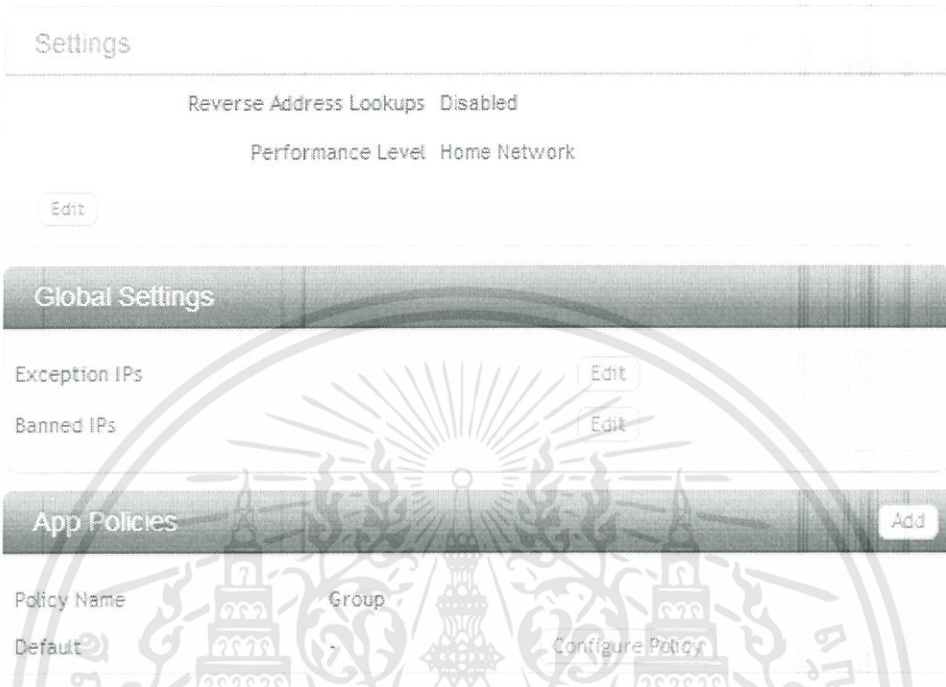 Settings
Reverse Address Lookups Disabled
Performance Level Home Network
Edit
Global Settings
Exception IPs Edit
Banned IPs Edit
App Policies Add
Policy Name Group
Default - Configure Policy